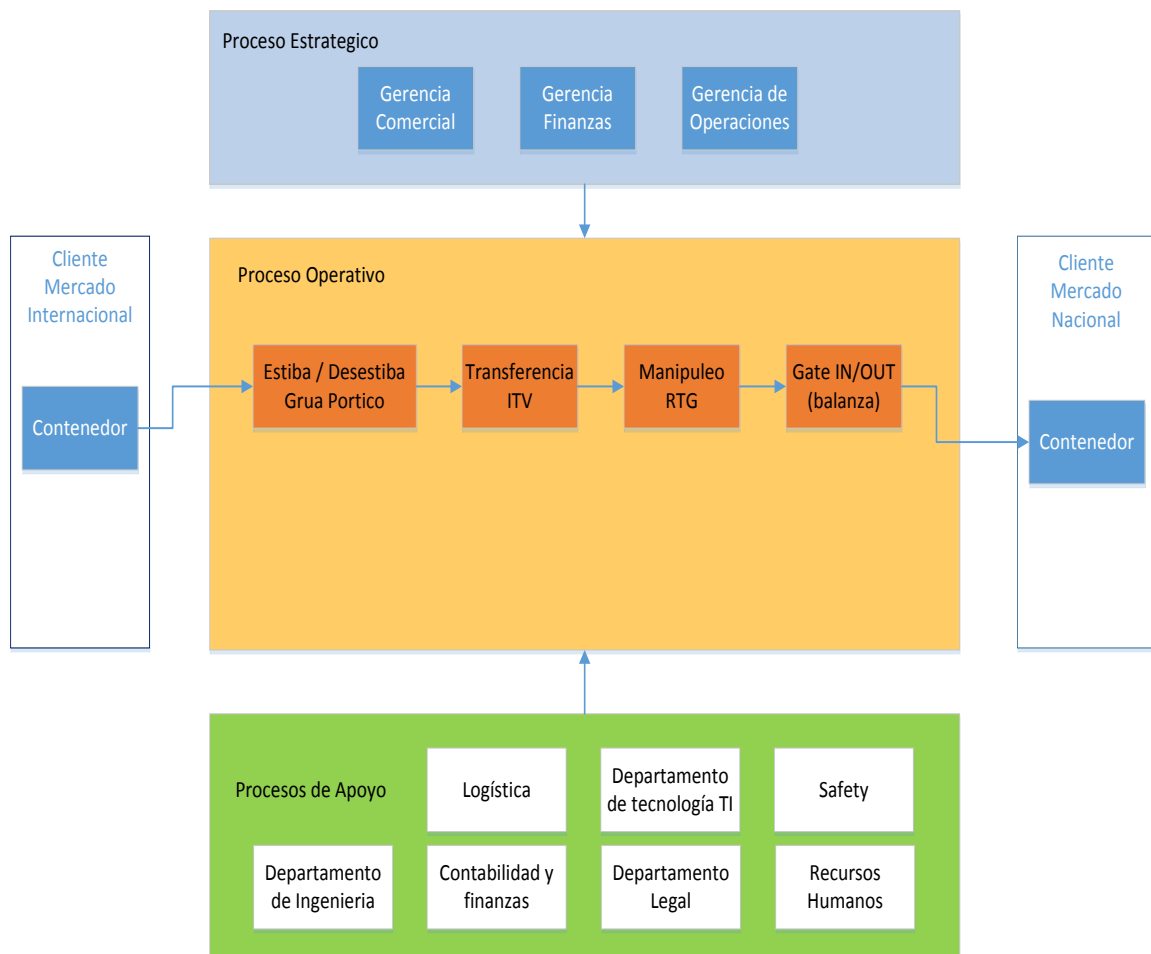 Proceso Estrategico
Gerencia
Comercial
Gerencia
Finanzas
Gerencia de
Operaciones
Cliente
Mercado
Internacional
Contenedor
Proceso Operativo
Estiba / Desestiba
Grua Portico
Transferencia
ITV
Manipuleo
RTG
Gate IN/OUT
(balanza)
Cliente
Mercado
Nacional
Contenedor
Procesos de Apoyo
Logística
Departamento
de tecnología TI
Safety
Departamento
de Ingenieria
Contabilidad y
finanzas
Departamento
Legal
Recursos
Humanos